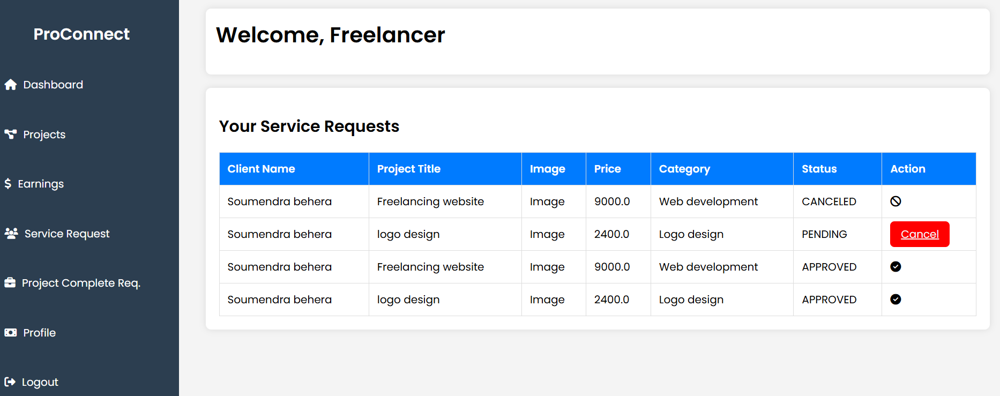 ProConnect
Dashboard
Projects
Earnings
Service Request
Project Complete Req.
Profile
Logout
Welcome, Freelancer
Your Service Requests
Client Name Project Title Image Price Category Status Action
Soumendra behera Freelancing website Image 9000.0 Web development CANCELED
Soumendra behera logo design Image 2400.0 Logo design PENDING Cancel
Soumendra behera Freelancing website Image 9000.0 Web development APPROVED
Soumendra behera logo design Image 2400.0 Logo design APPROVED